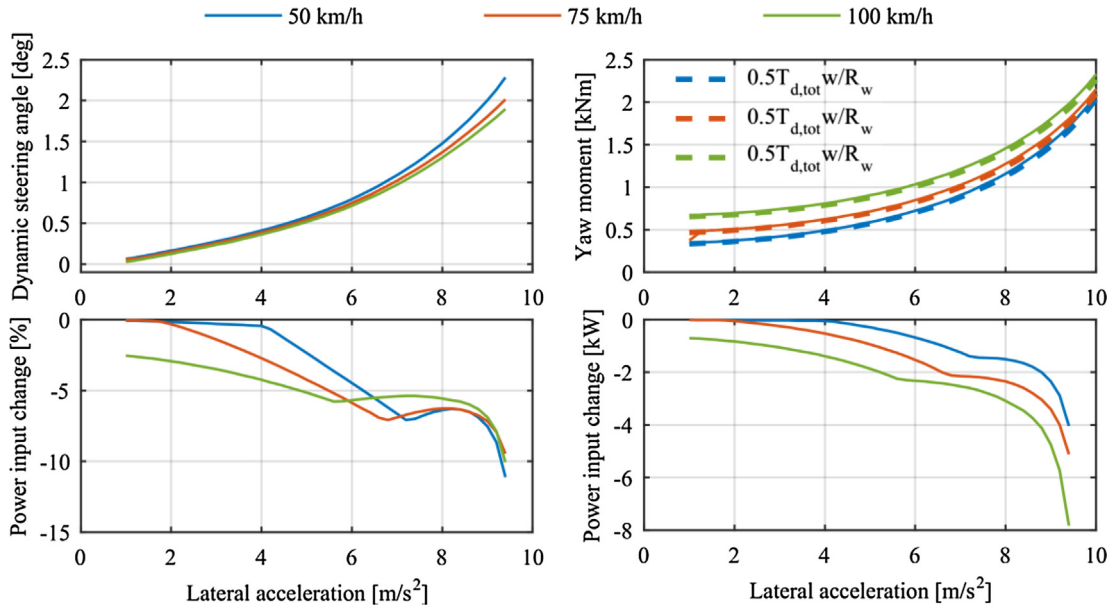 50 km/h 75 km/h 100 km/h
Dynamic steering angle [deg]
2.5
2
1.5
1
0.5
0
0 2 4 6 8 10
Yaw moment [kNm]
2.5
2
1.5
1
0.5
0
0.5T_d,tot w/R_w
0.5T_d,tot w/R_w
0.5T_d,tot w/R_w
0 2 4 6 8 10
Power input change [%]
0
-5
-10
-15
0 2 4 6 8 10
Lateral acceleration [m/s²]
Power input change [kW]
0
-2
-4
-6
-8
0 2 4 6 8 10
Lateral acceleration [m/s²]